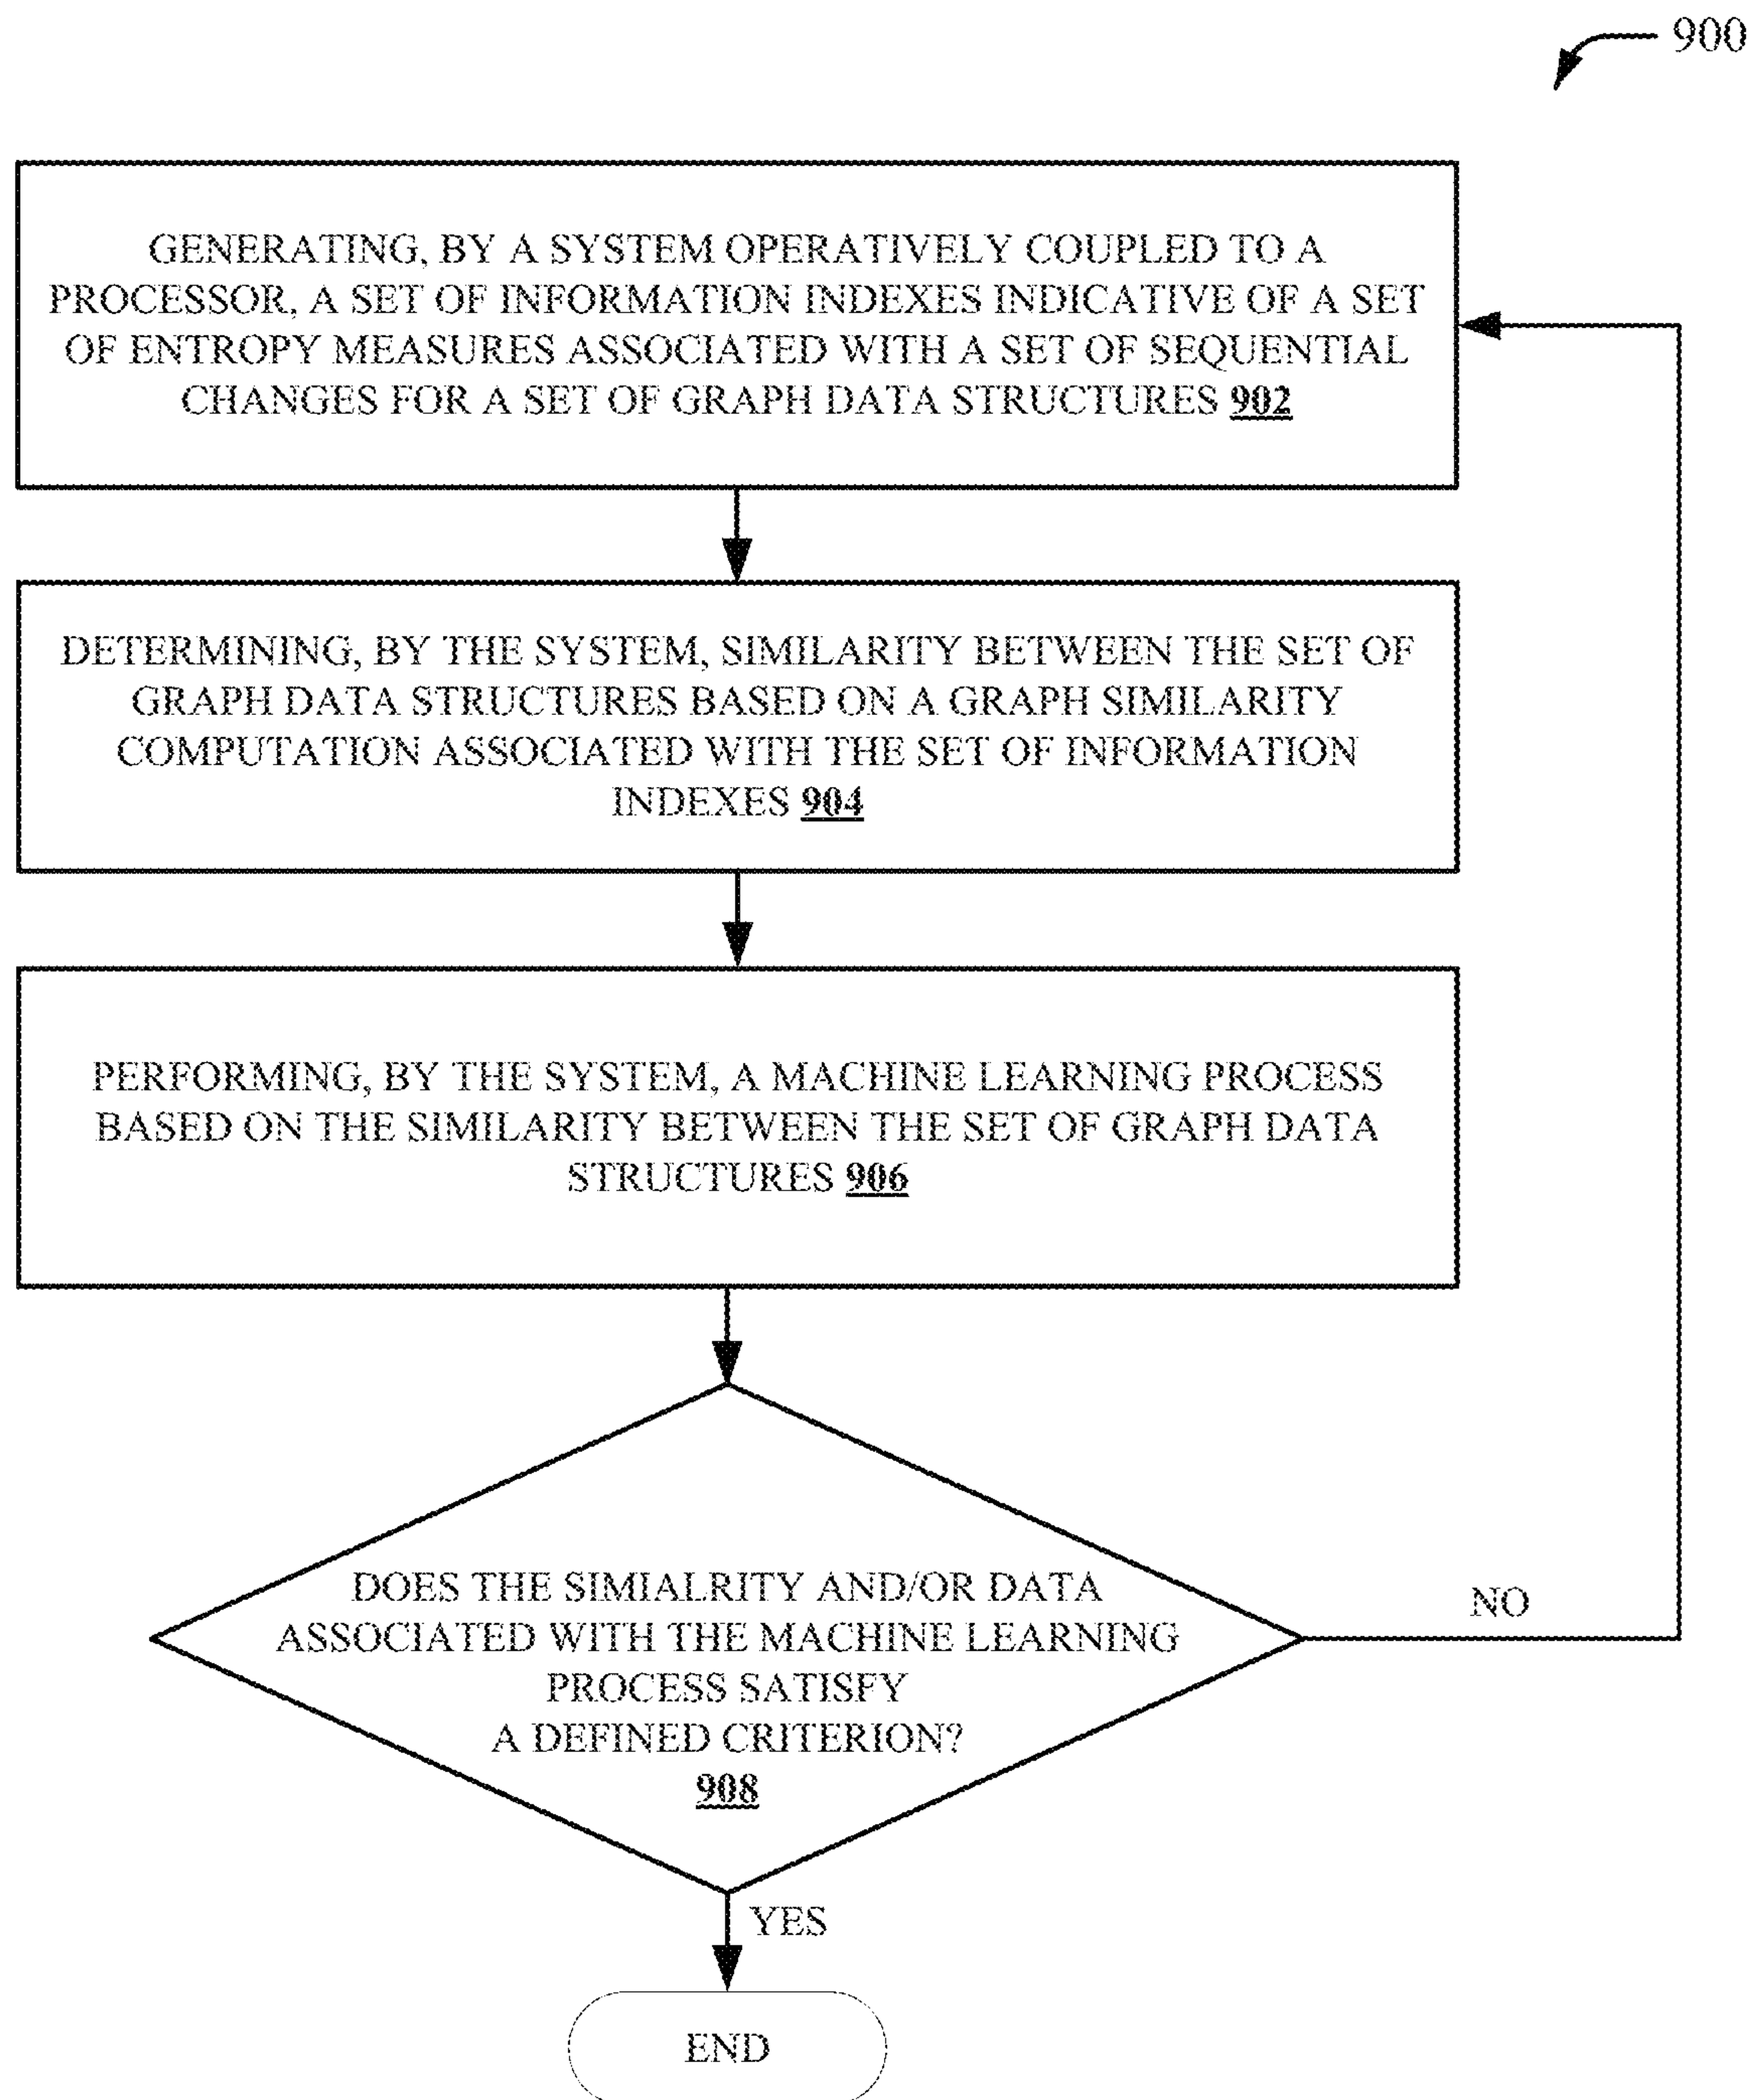 900
GENERATING, BY A SYSTEM OPERATIVELY COUPLED TO A
PROCESSOR, A SET OF INFORMATION INDEXES INDICATIVE OF A SET
OF ENTROPY MEASURES ASSOCIATED WITH A SET OF SEQUENTIAL
CHANGES FOR A SET OF GRAPH DATA STRUCTURES 902
DETERMINING, BY THE SYSTEM, SIMILARITY BETWEEN THE SET OF
GRAPH DATA STRUCTURES BASED ON A GRAPH SIMILARITY
COMPUTATION ASSOCIATED WITH THE SET OF INFORMATION
INDEXES 904
PERFORMING, BY THE SYSTEM, A MACHINE LEARNING PROCESS
BASED ON THE SIMILARITY BETWEEN THE SET OF GRAPH DATA
STRUCTURES 906
DOES THE SIMIALRITY AND/OR DATA
ASSOCIATED WITH THE MACHINE LEARNING
PROCESS SATISFY
A DEFINED CRITERION?
908
NO
YES
END